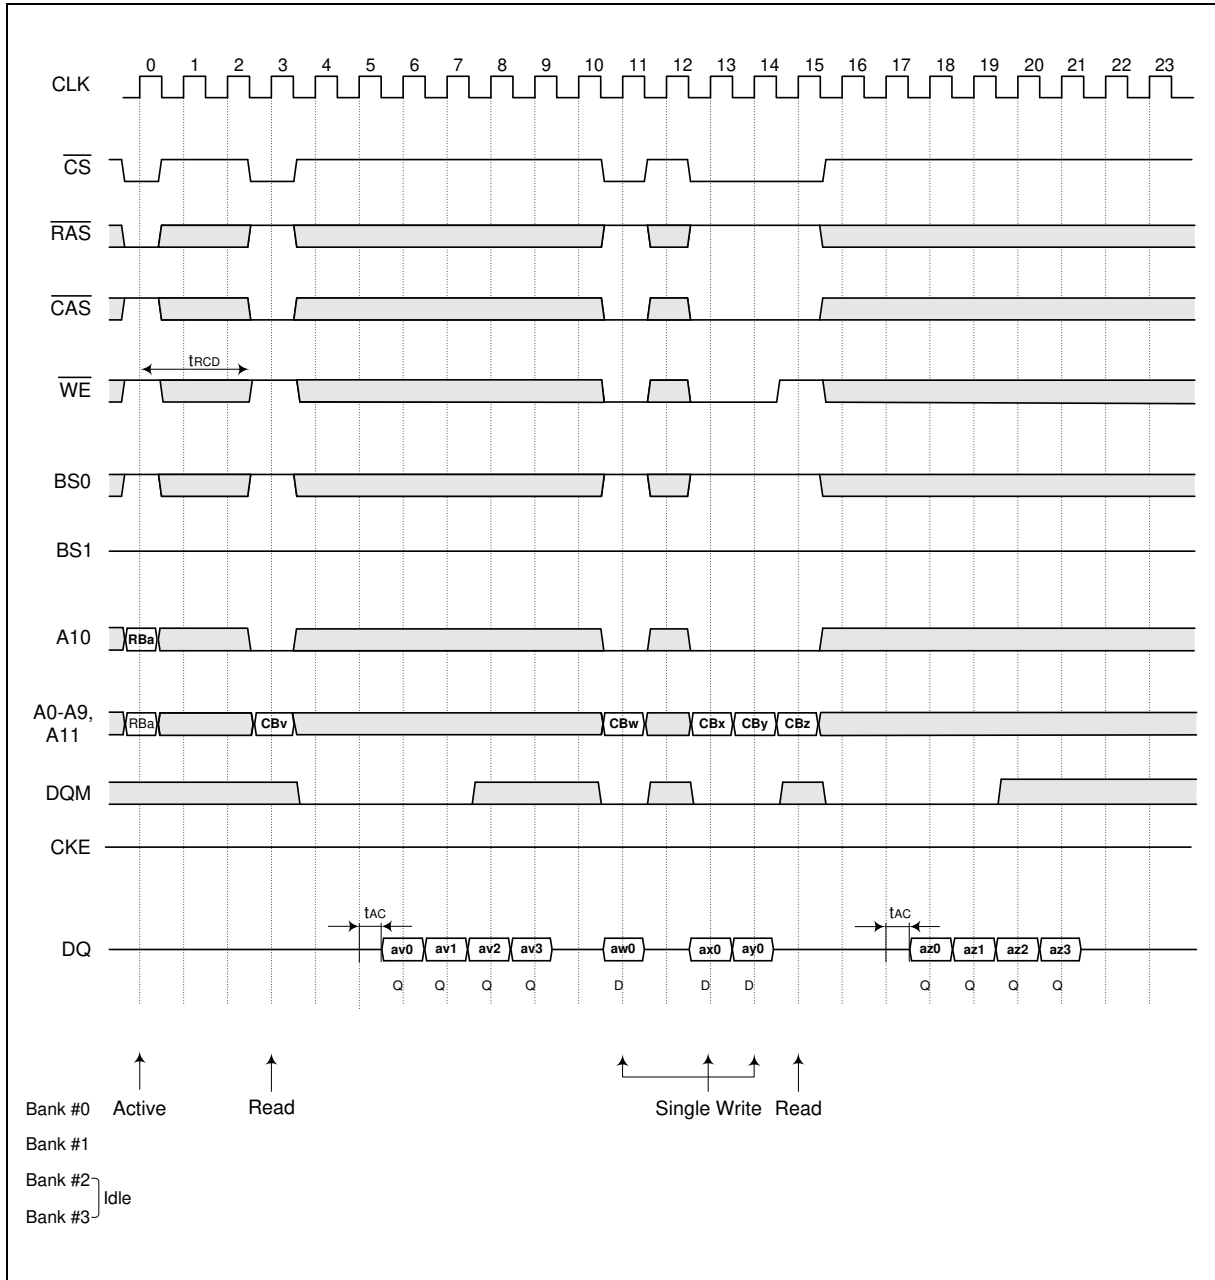 0 1 2 3 4 5 6 7 8 9 10 11 12 13 14 15 16 17 18 19 20 21 22 23
CLK
CS
RAS
CAS
tRCD
WE
BS0
BS1
A10 RBa
A0-A9,
A11
RBa CBv CBw CBx CBy CBz
DQM
CKE
tAC tAC
DQ av0 av1 av2 av3 aw0 ax0 ay0 az0 az1 az2 az3
Q Q Q Q D D D Q Q Q Q
Bank #0 Active Read Single Write Read
Bank #1
Bank #2
Idle
Bank #3